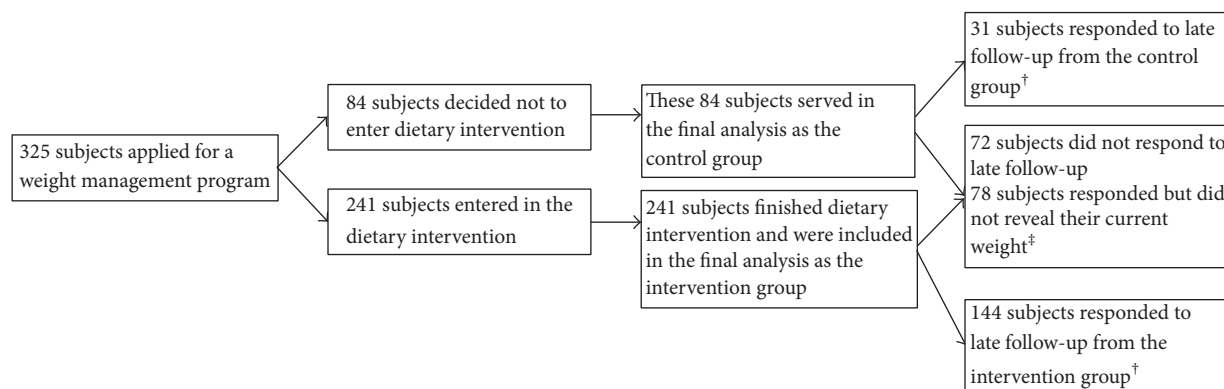 325 subjects applied for a
weight management program
84 subjects decided not to
enter dietary intervention
241 subjects entered in the
dietary intervention
These 84 subjects served in
the final analysis as the
control group
241 subjects finished dietary
intervention and were included
in the final analysis as the
intervention group
31 subjects responded to late
follow-up from the control
group†
72 subjects did not respond to
late follow-up
78 subjects responded but did
not reveal their current
weight‡
144 subjects responded to
late follow-up from the
intervention group†